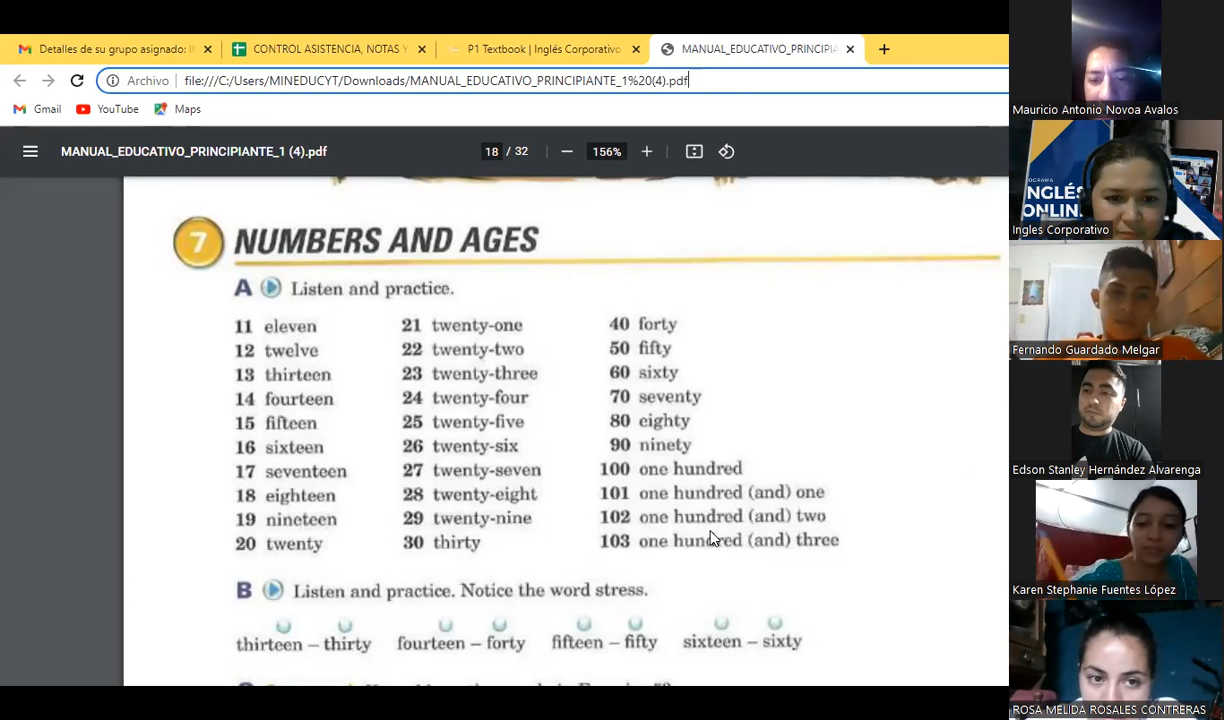 Detalles de su grupo asignado: I
CONTROL ASISTENCIA, NOTAS Y
P1 Textbook | Inglés Corporativo
MANUAL_EDUCATIVO_PRINCIPIA
Archivo
file:///C:/Users/MINEDUCYT/Downloads/MANUAL_EDUCATIVO_PRINCIPIANTE_1%20(4).pdf
Gmail
YouTube
Maps
MANUAL_EDUCATIVO_PRINCIPIANTE_1 (4).pdf
18 / 32
156%
7 NUMBERS AND AGES
A Listen and practice.
11 eleven
12 twelve
13 thirteen
14 fourteen
15 fifteen
16 sixteen
17 seventeen
18 eighteen
19 nineteen
20 twenty
21 twenty-one
22 twenty-two
23 twenty-three
24 twenty-four
25 twenty-five
26 twenty-six
27 twenty-seven
28 twenty-eight
29 twenty-nine
30 thirty
40 forty
50 fifty
60 sixty
70 seventy
80 eighty
90 ninety
100 one hundred
101 one hundred (and) one
102 one hundred (and) two
103 one hundred (and) three
B Listen and practice. Notice the word stress.
thirteen – thirty fourteen – forty fifteen – fifty sixteen – sixty
Mauricio Antonio Novoa Avalos
INGLÉS
ONLIN
Ingles Corporativo
Fernando Guardado Melgar
Edson Stanley Hernández Alvarenga
Karen Stephanie Fuentes López
ROSA MELIDA ROSALES CONTRERAS